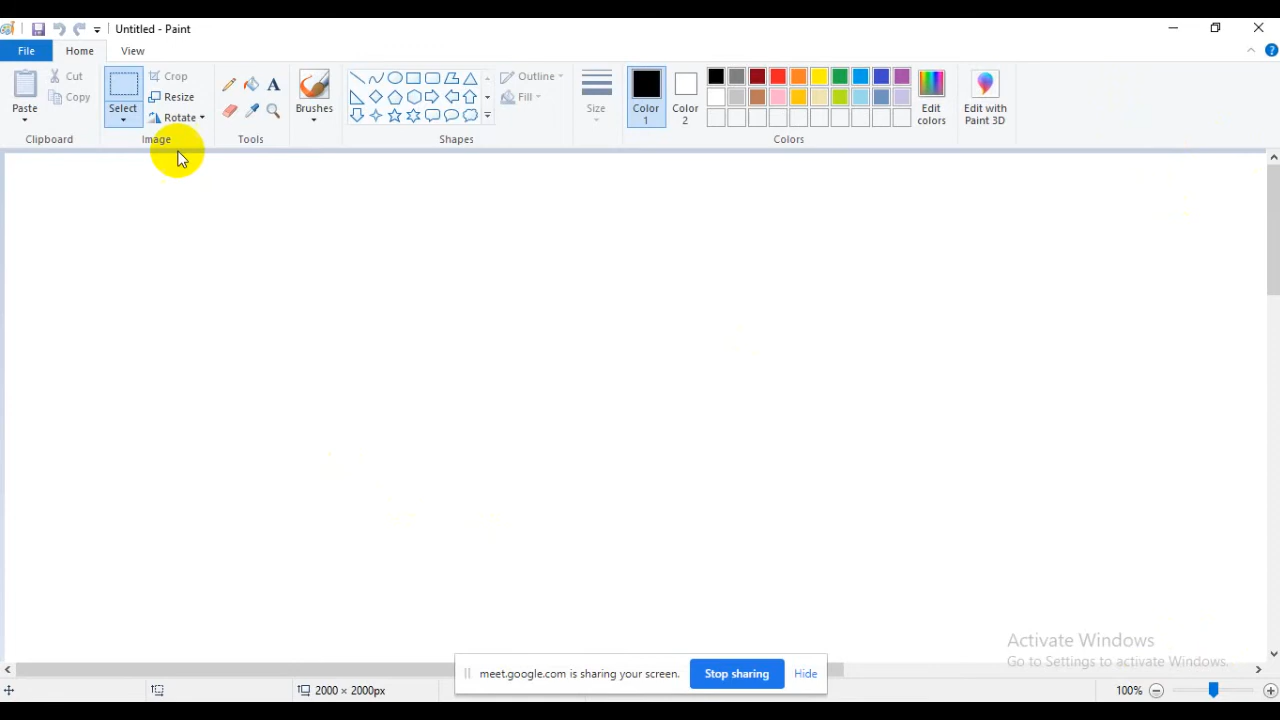 Untitled - Paint
File Home View
Paste
Cut
Copy
Clipboard
Select
Crop
Resize
Rotate
Image
Tools
Brushes
Shapes
Outline
Fill
Size
Color
1
Color
2
Colors
Edit
colors
Edit with
Paint 3D
Activate Windows
Go to Settings to activate Windows.
meet.google.com is sharing your screen. Stop sharing Hide
2000 × 2000px 100%